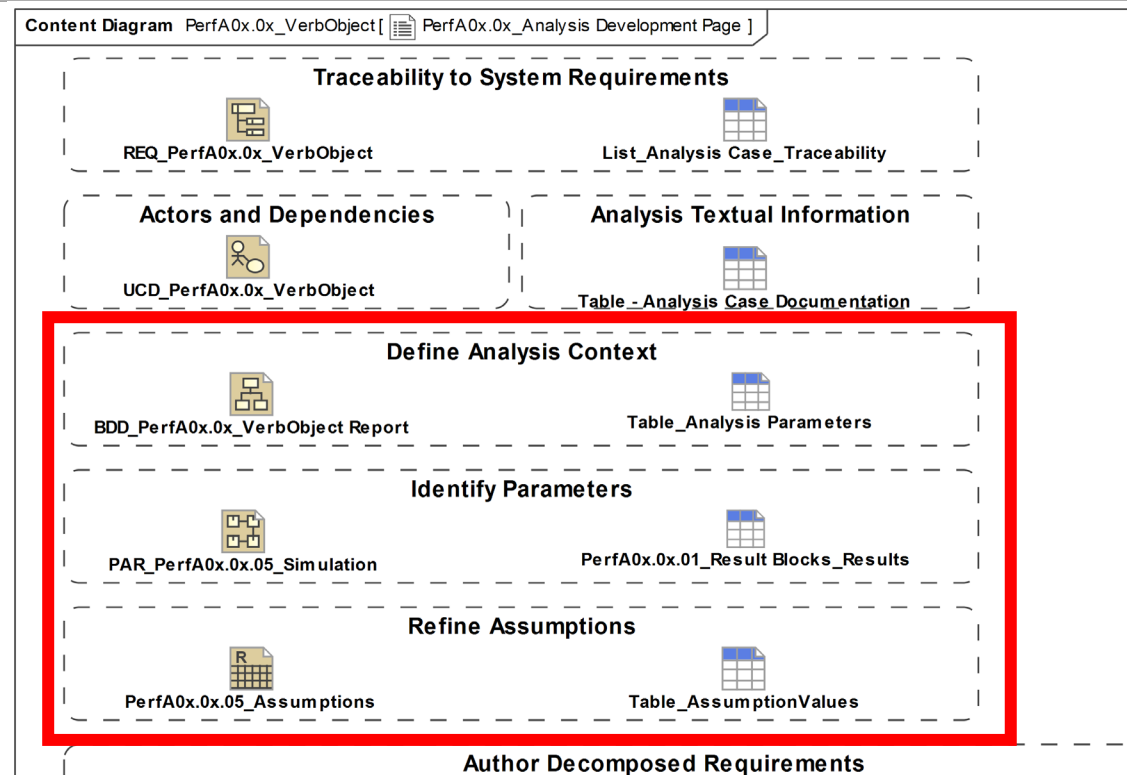 Content Diagram PerfA0x.0x_VerbObject [ PerfA0x.0x_Analysis Development Page ]
Traceability to System Requirements
REQ_PerfA0x.0x_VerbObject
List_Analysis Case_Traceability
Actors and Dependencies
UCD_PerfA0x.0x_VerbObject
Analysis Textual Information
Table - Analysis Case Documentation
Define Analysis Context
BDD_PerfA0x.0x_VerbObject Report
Table_Analysis Parameters
Identify Parameters
PAR_PerfA0x.0x.05_Simulation
PerfA0x.0x.01_Result Blocks_Results
Refine Assumptions
R
PerfA0x.0x.05_Assumptions
Table_AssumptionValues
Author Decomposed Requirements